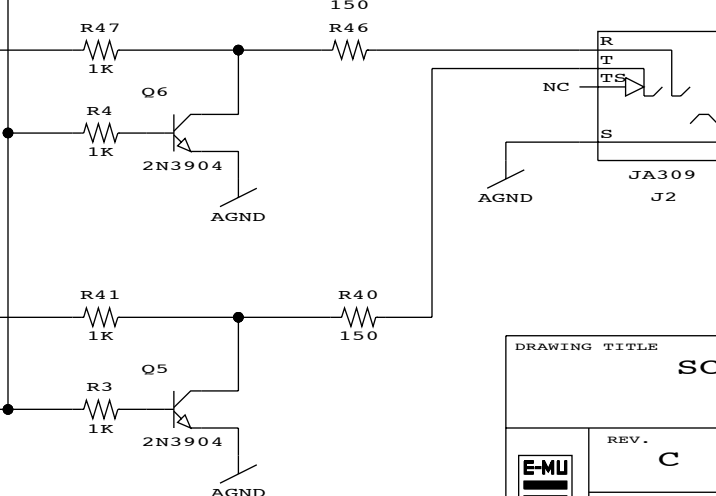 150
R47
R46
1K
R
T
TS
NC
Q6
R4
1K
2N3904
S
AGND
AGND
JA309
J2
R41
R40
1K
150
DRAWING TITLE
SO
Q5
R3
1K
2N3904
REV.
C
E-MU
AGND